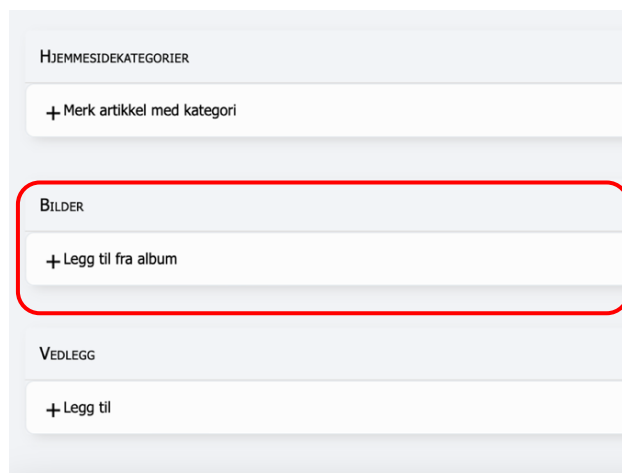 Hjemmesidekategorier
+ Merk artikkel med kategori
Bilder
+ Legg til fra album
Vedlegg
+ Legg til